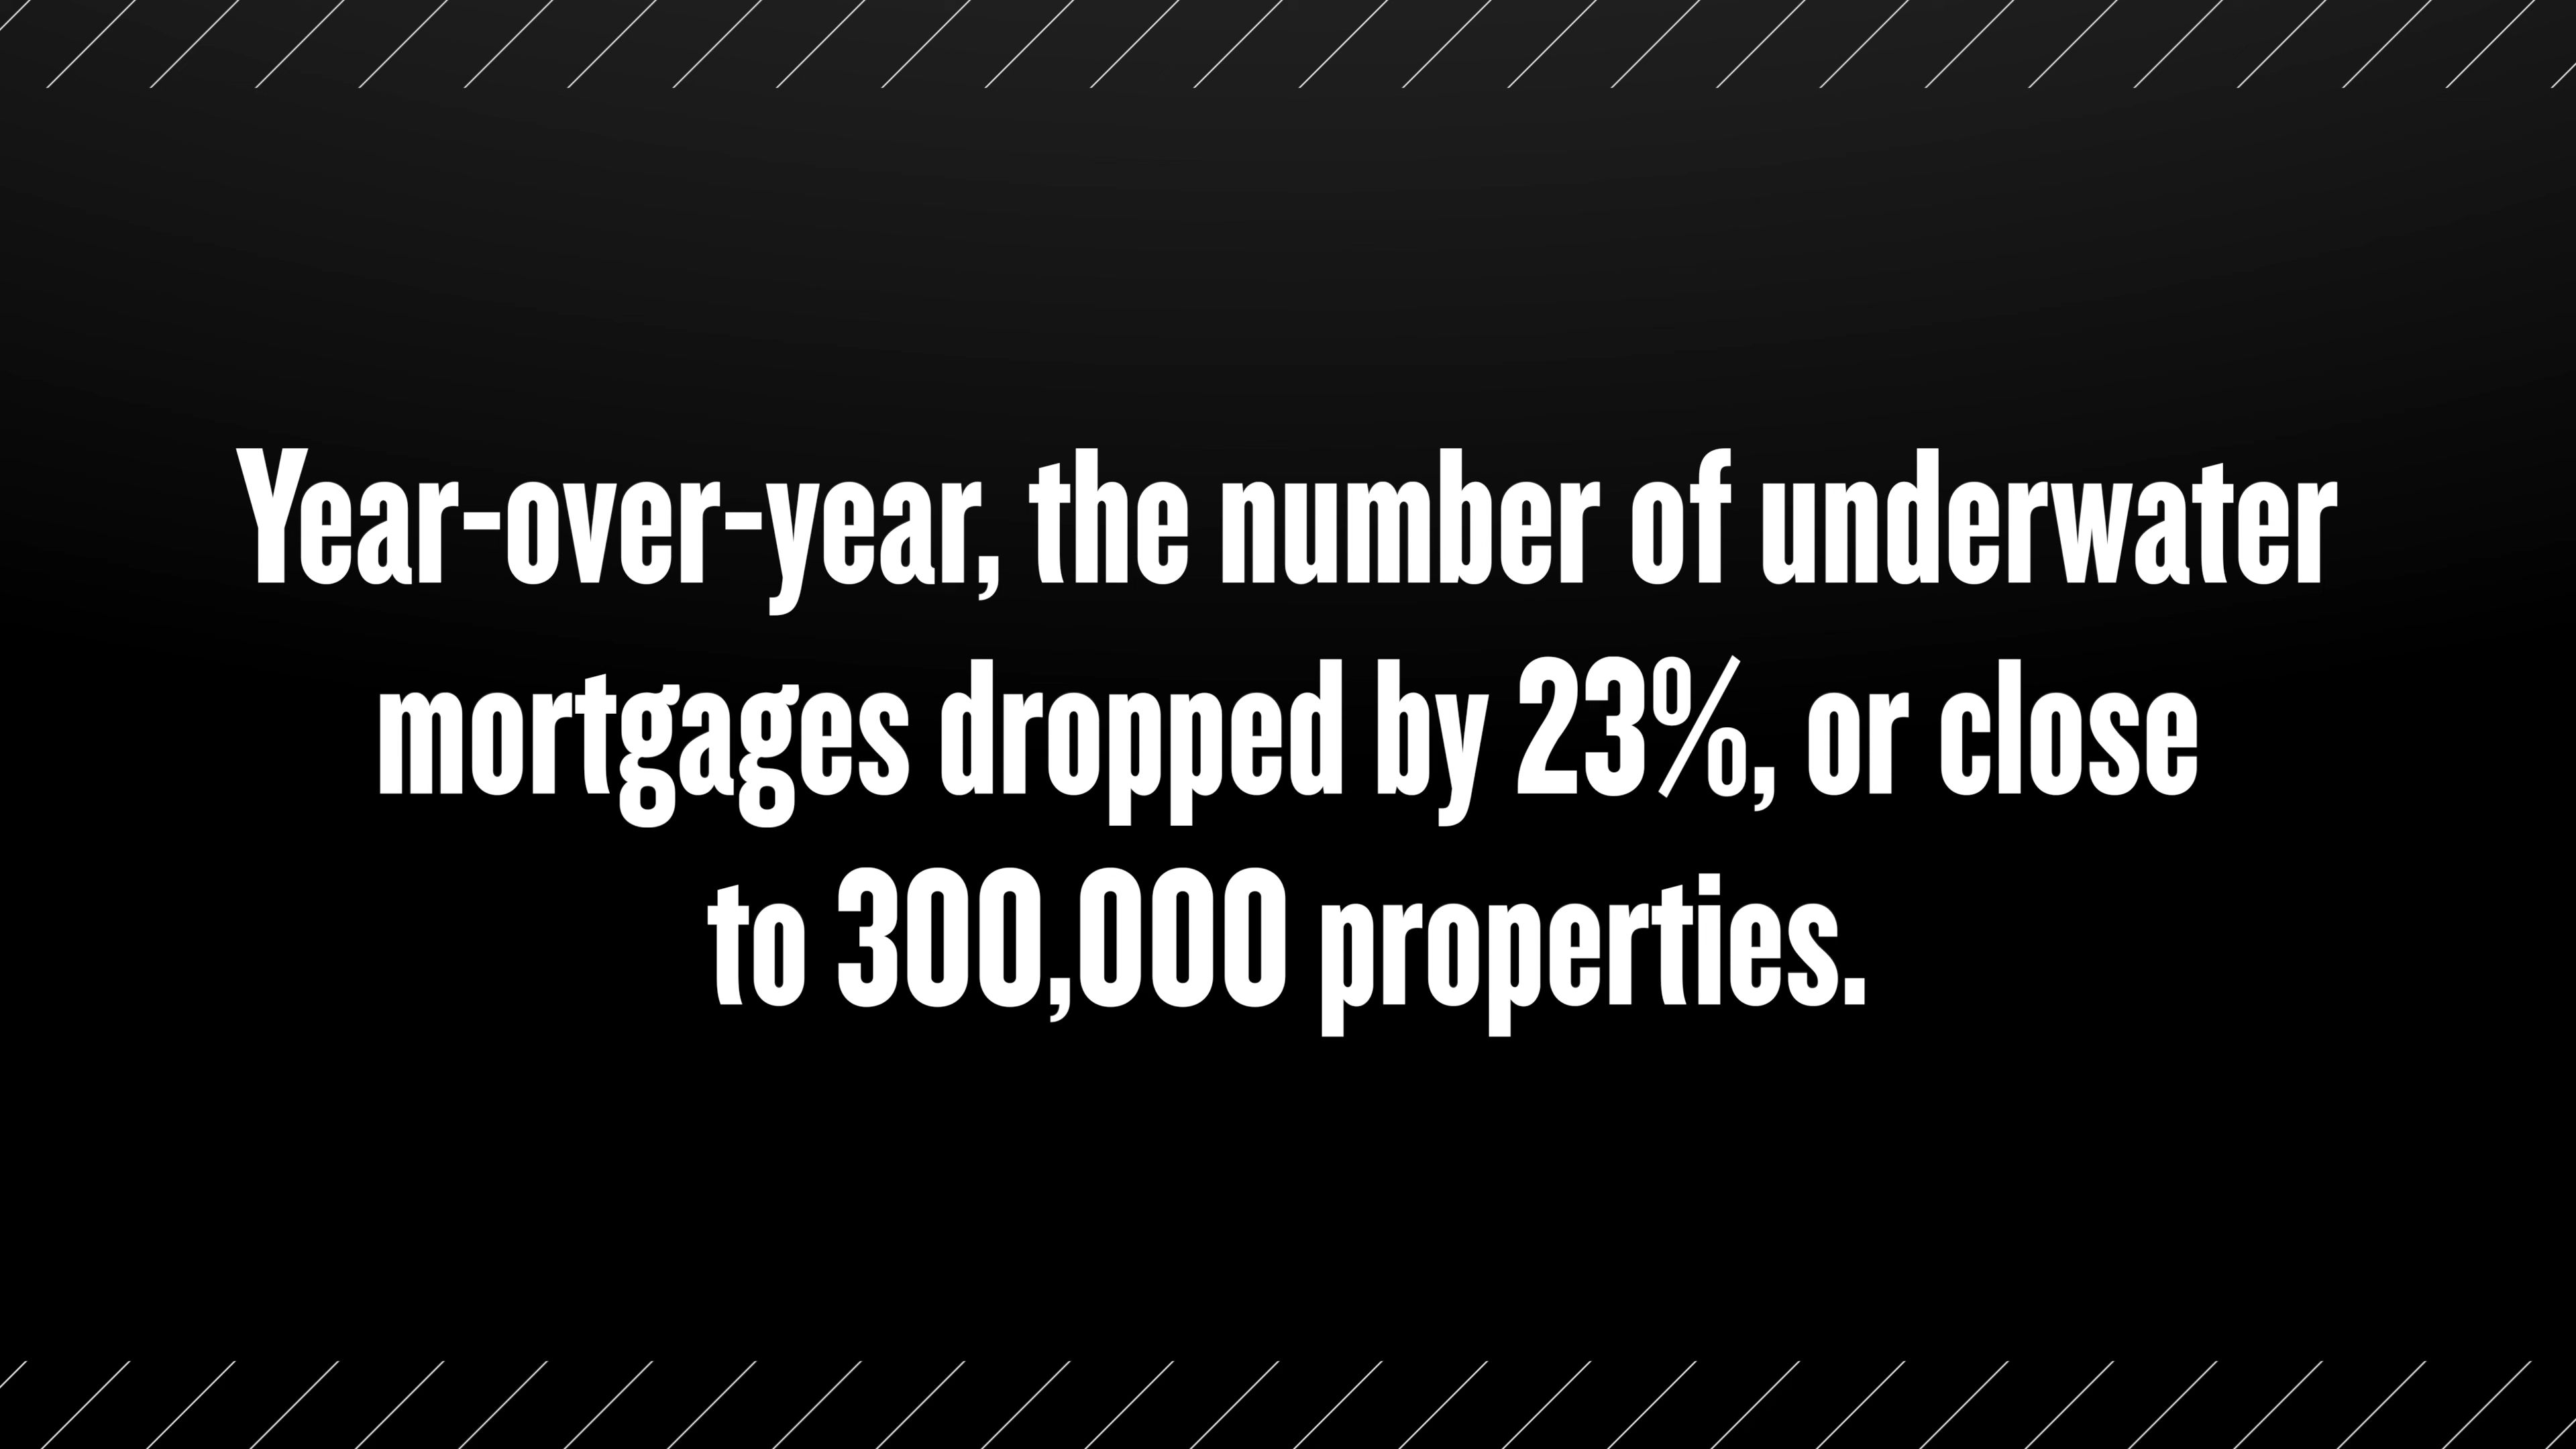 Year-over-year, the number of underwater
mortgages dropped by 23%, or close
to 300,000 properties.